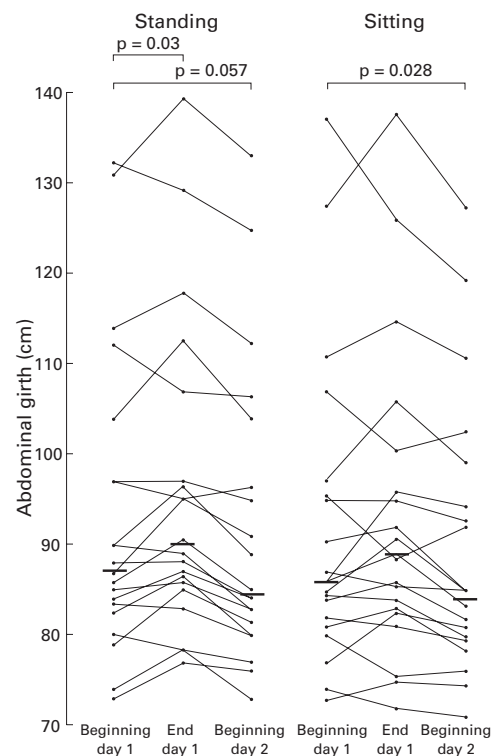 Standing
Sitting
p = 0.03
p = 0.057
p = 0.028
140
130
120
110
100
90
80
70
Abdominal girth (cm)
Beginning
day 1
End
day 1
Beginning
day 2
Beginning
day 1
End
day 1
Beginning
day 2